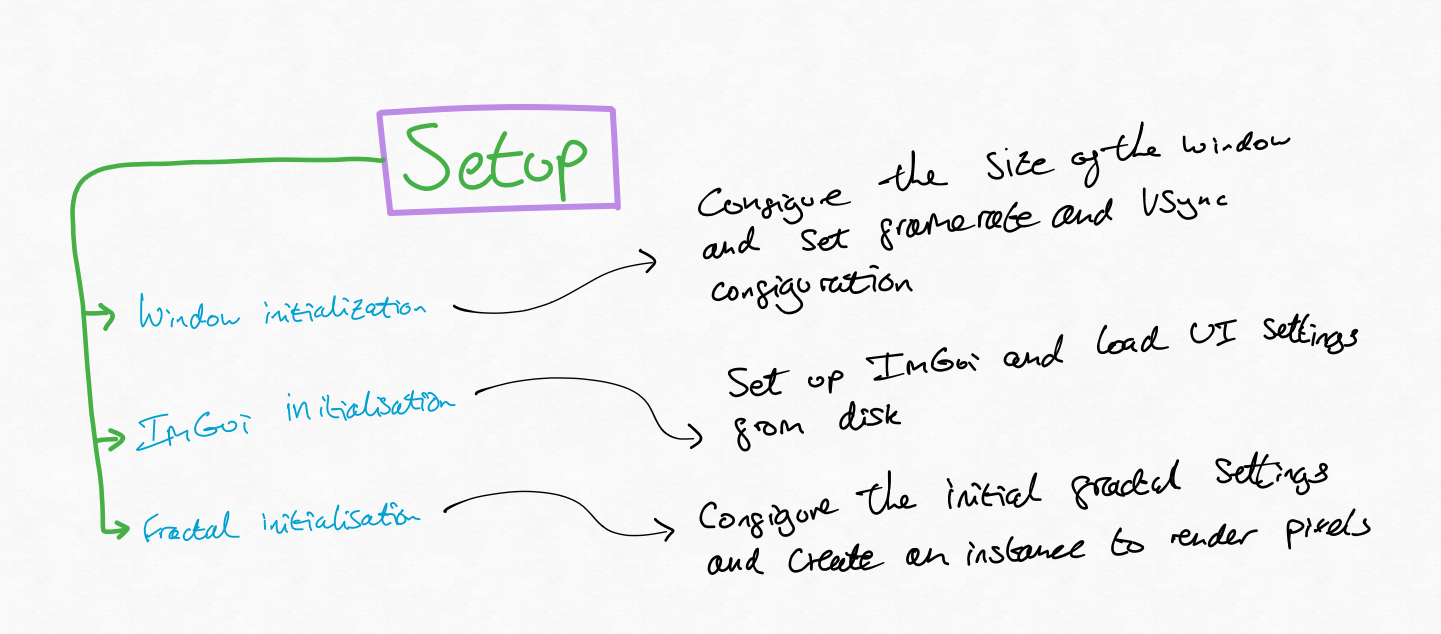 Setup
Window initialization
Configure the size of the window
and set framerate and VSync
configuration
ImGui initialisation
Set up ImGui and load UI settings
from disk
Fractal initialisation
Configure the initial fractal settings
and create an instance to render pixels